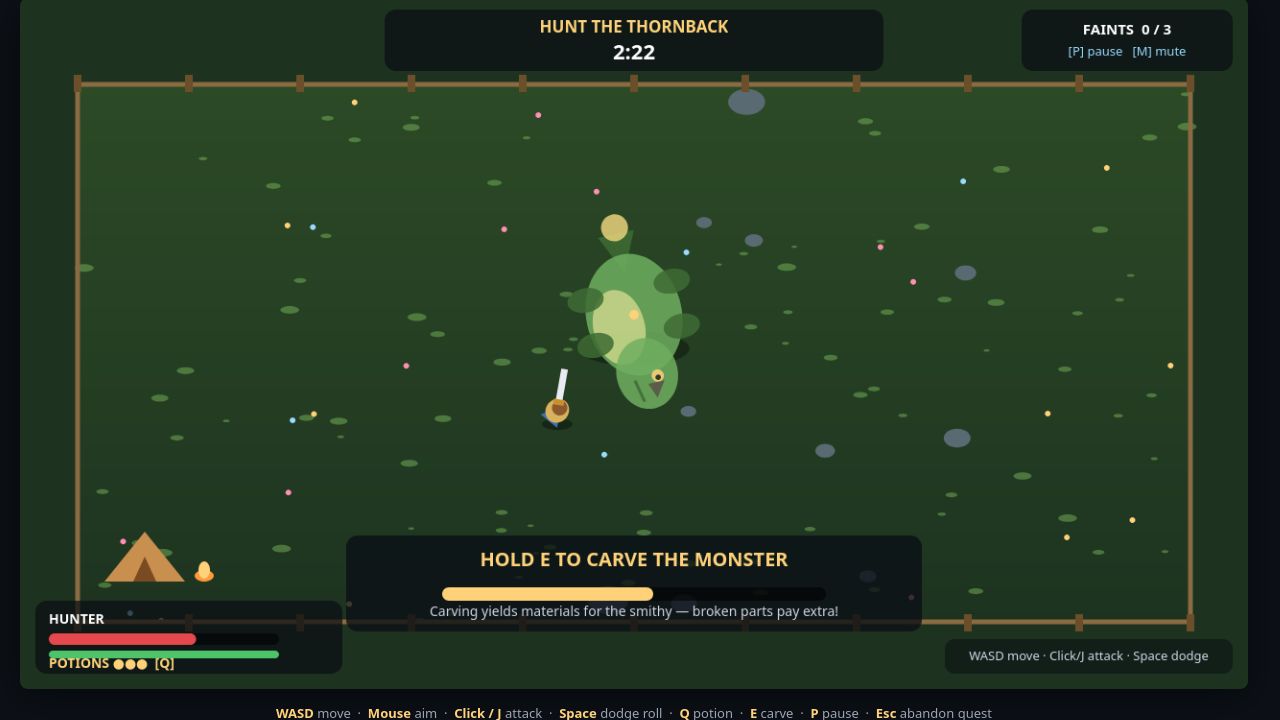 HUNT THE THORNBACK
2:22
FAINTS 0 / 3
[P] pause [M] mute
HOLD E TO CARVE THE MONSTER
Carving yields materials for the smithy — broken parts pay extra!
HUNTER
POTIONS ●●● [Q]
WASD move · Click/J attack · Space dodge
WASD move · Mouse aim · Click / J attack · Space dodge roll · Q potion · E carve · P pause · Esc abandon quest